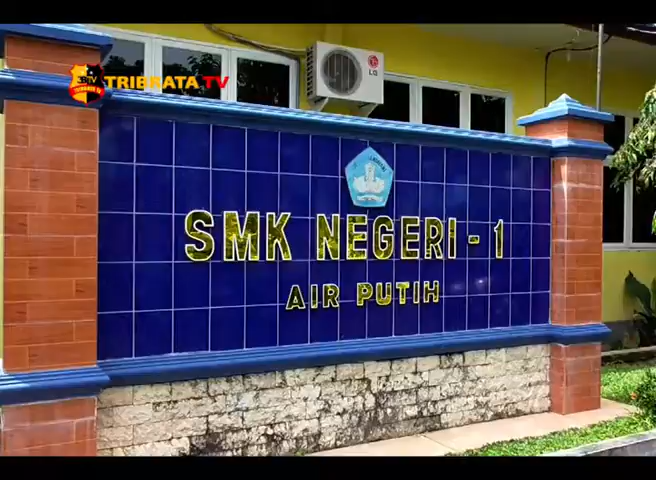 TRIBRATA TV
LG
SMK NEGERI - 1
AIR PUTIH